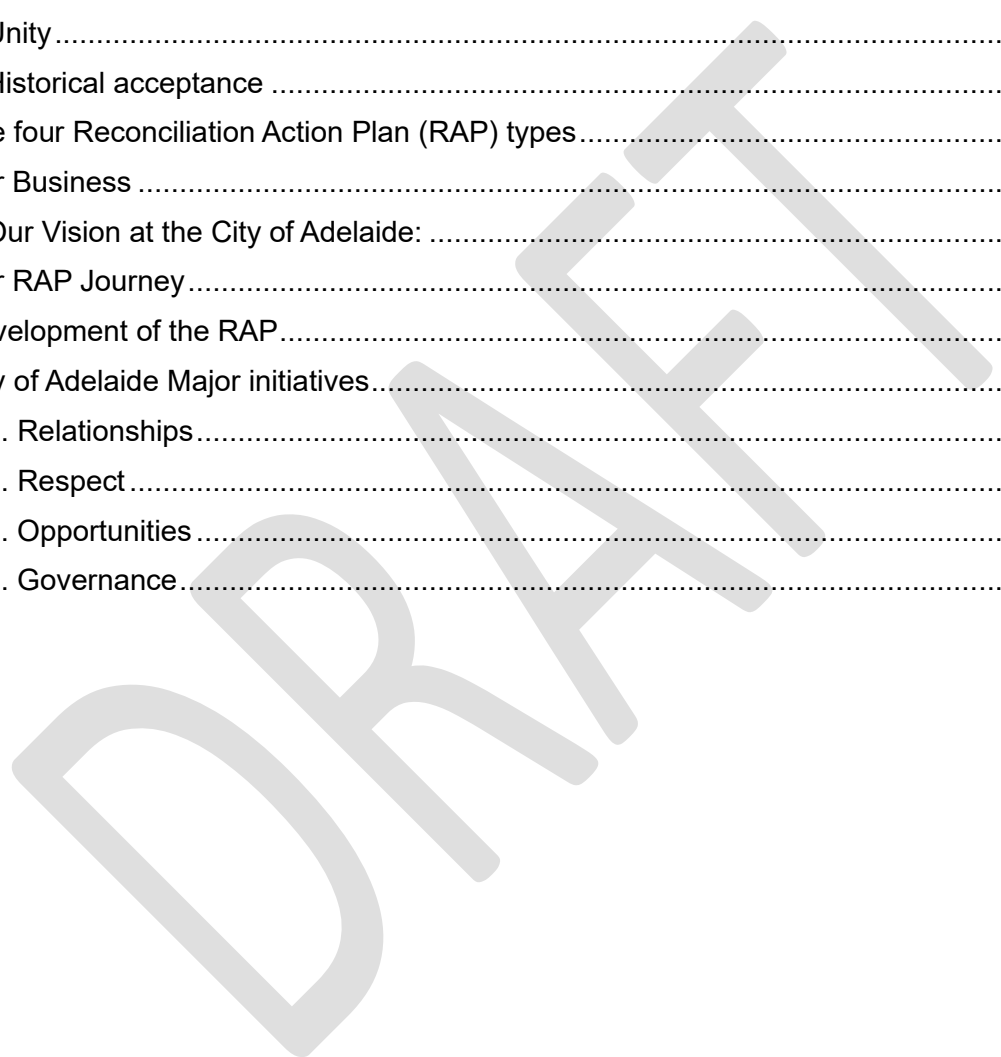 Unity
Historical acceptance
e four Reconciliation Action Plan (RAP) types
r Business
Our Vision at the City of Adelaide:
r RAP Journey
velopment of the RAP
y of Adelaide Major initiatives
. Relationships
. Respect
. Opportunities
. Governance
DRAFT